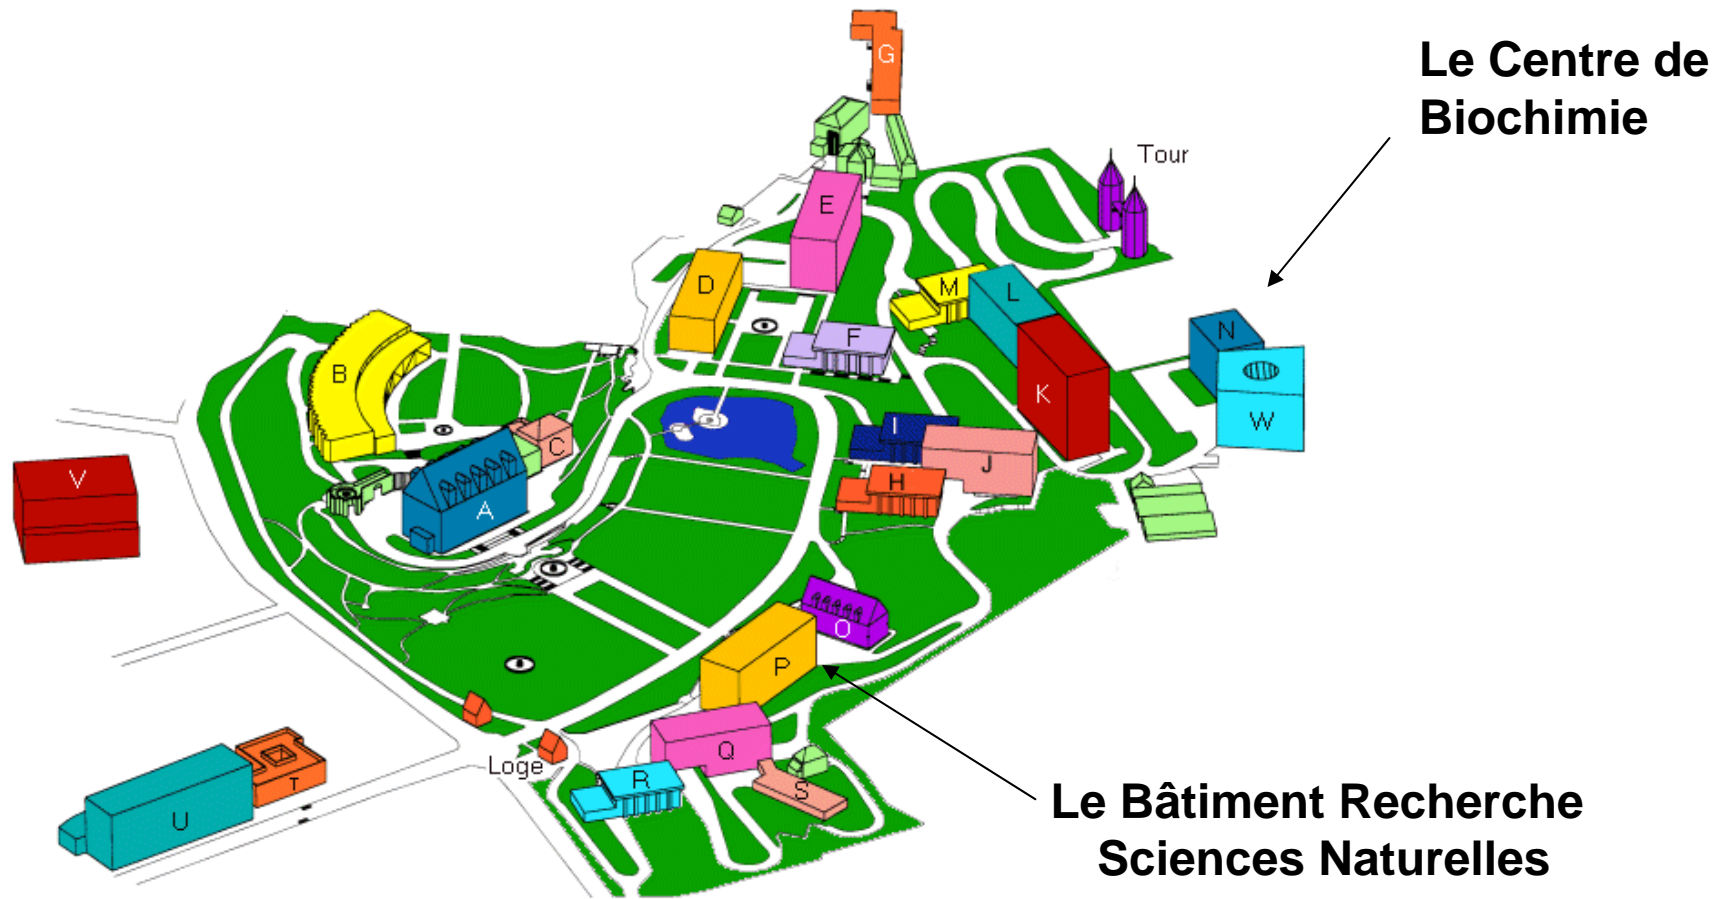 G
Le Centre de
Biochimie
Tour
E
D
M
L
F
N
B
K
W
I
C
J
V
H
A
O
P
Q
Loge
R
T
S
U
Le Bâtiment Recherche
Sciences Naturelles